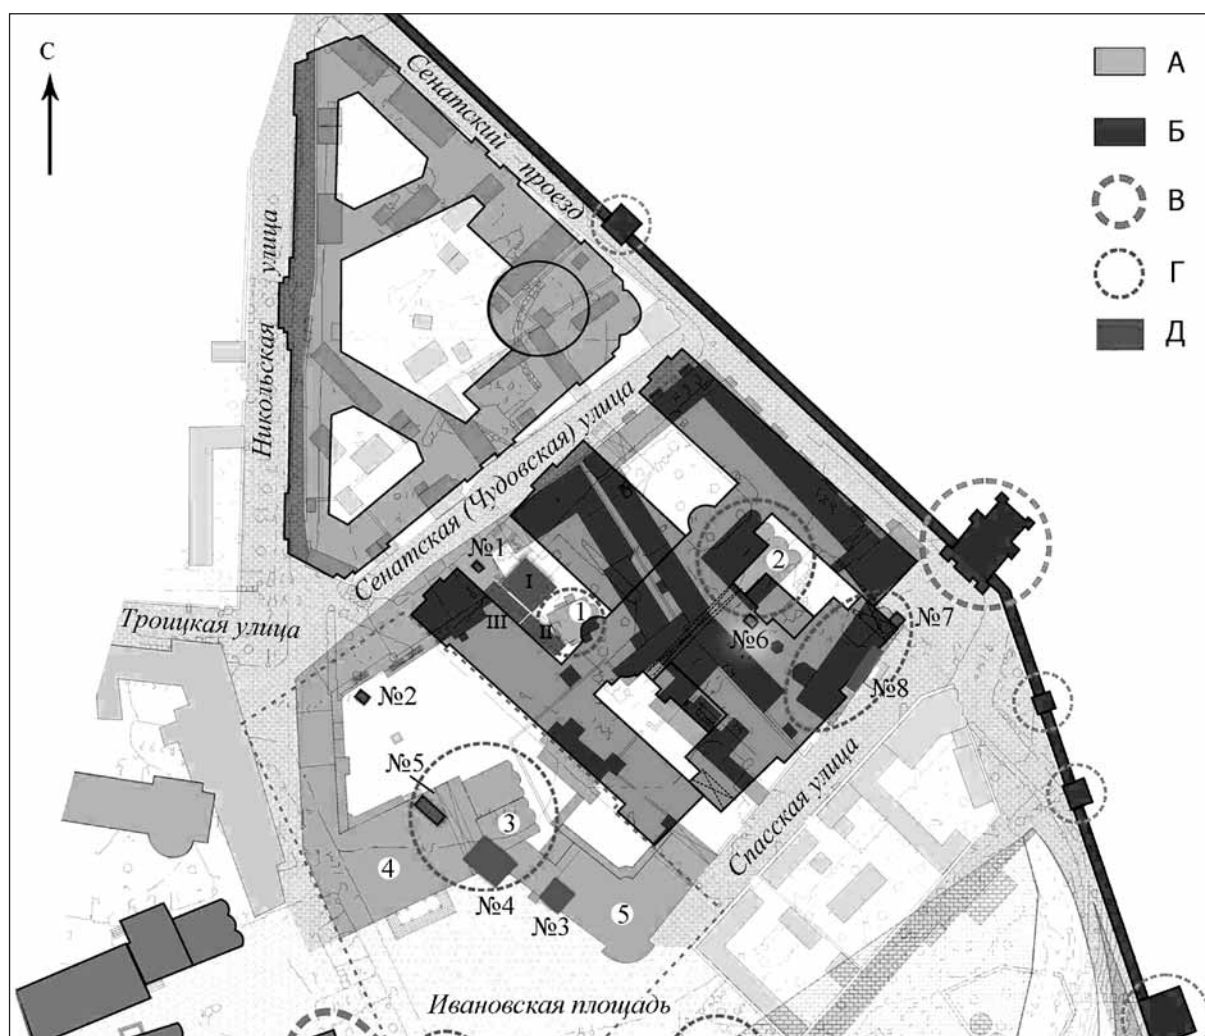 С
А
Б
В
Г
Д
Сенатский проезд
Никольская улица
Сенатская (Чудовская) улица
Троицкая улица
№1
I
III
II
1
2
№6
№7
№8
№2
№5
3
4
№4
№3
5
Спасская улица
Ивановская площадь